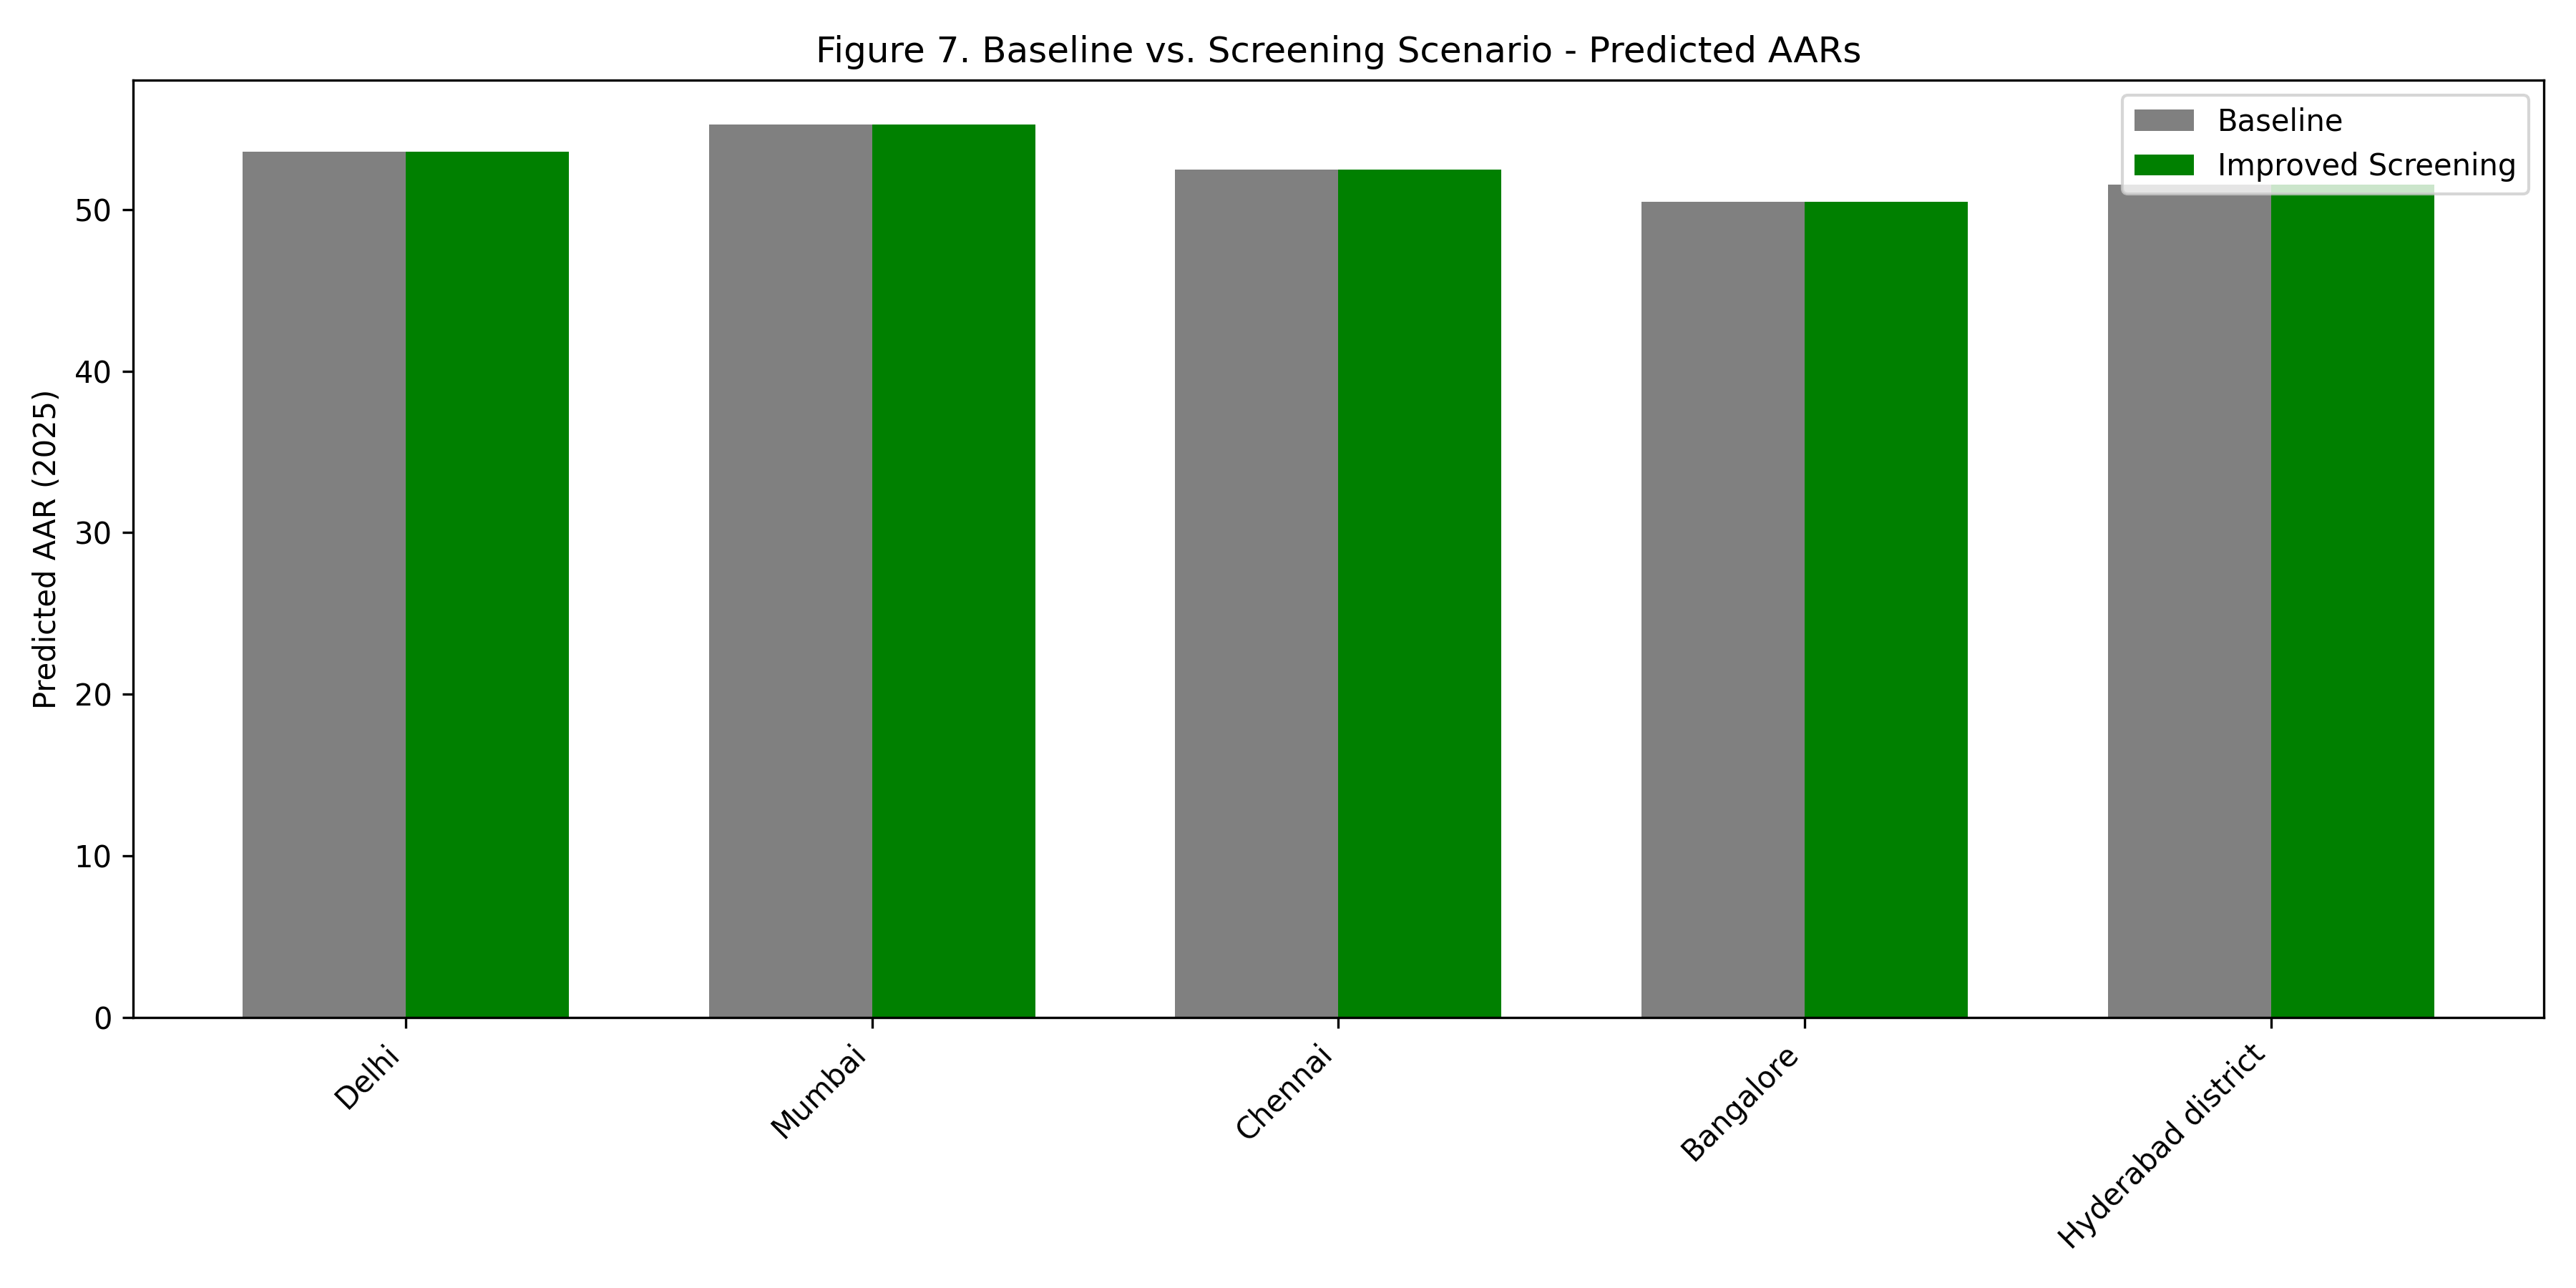 Figure 7. Baseline vs. Screening Scenario - Predicted AARs
Baseline
Improved Screening
Predicted AAR (2025)
50
40
30
20
10
0
Delhi
Mumbai
Chennai
Bangalore
Hyderabad district